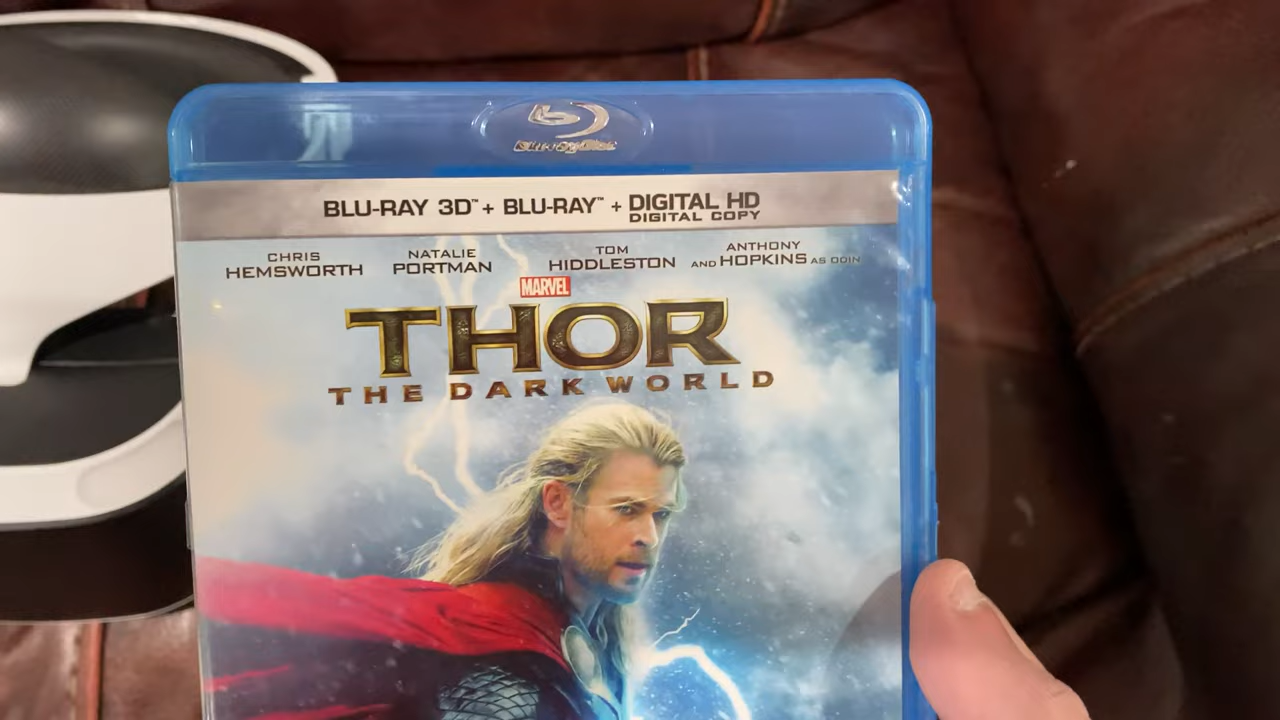 Blu-ray Disc
BLU-RAY 3D™ + BLU-RAY™ + DIGITAL HD
DIGITAL COPY
CHRIS HEMSWORTH
NATALIE PORTMAN
TOM HIDDLESTON
AND ANTHONY HOPKINS AS ODIN
MARVEL
THOR
THE DARK WORLD